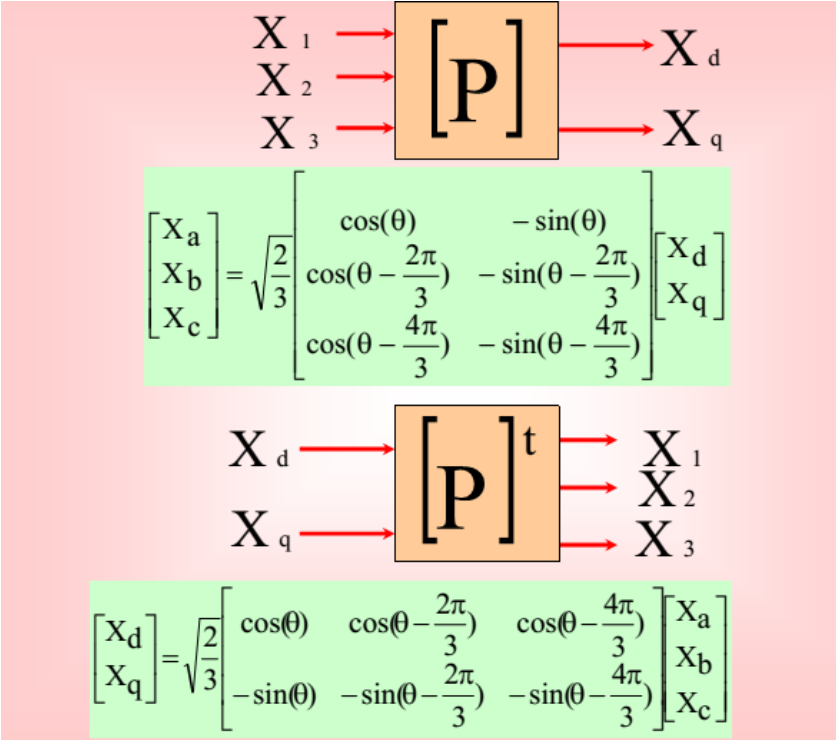 X 1
X 2
X 3
[P]
X d
X q
[Xa Xb Xc] = √(2/3) [cos(θ) − sin(θ)
cos(θ − 2π/3) − sin(θ − 2π/3)
cos(θ − 4π/3) − sin(θ − 4π/3)] [Xd Xq]
X d
X q
[P]t
X 1
X 2
X 3
[Xd Xq] = √(2/3) [cos(θ) cos(θ − 2π/3) cos(θ − 4π/3)
−sin(θ) −sin(θ − 2π/3) −sin(θ − 4π/3)] [Xa Xb Xc]